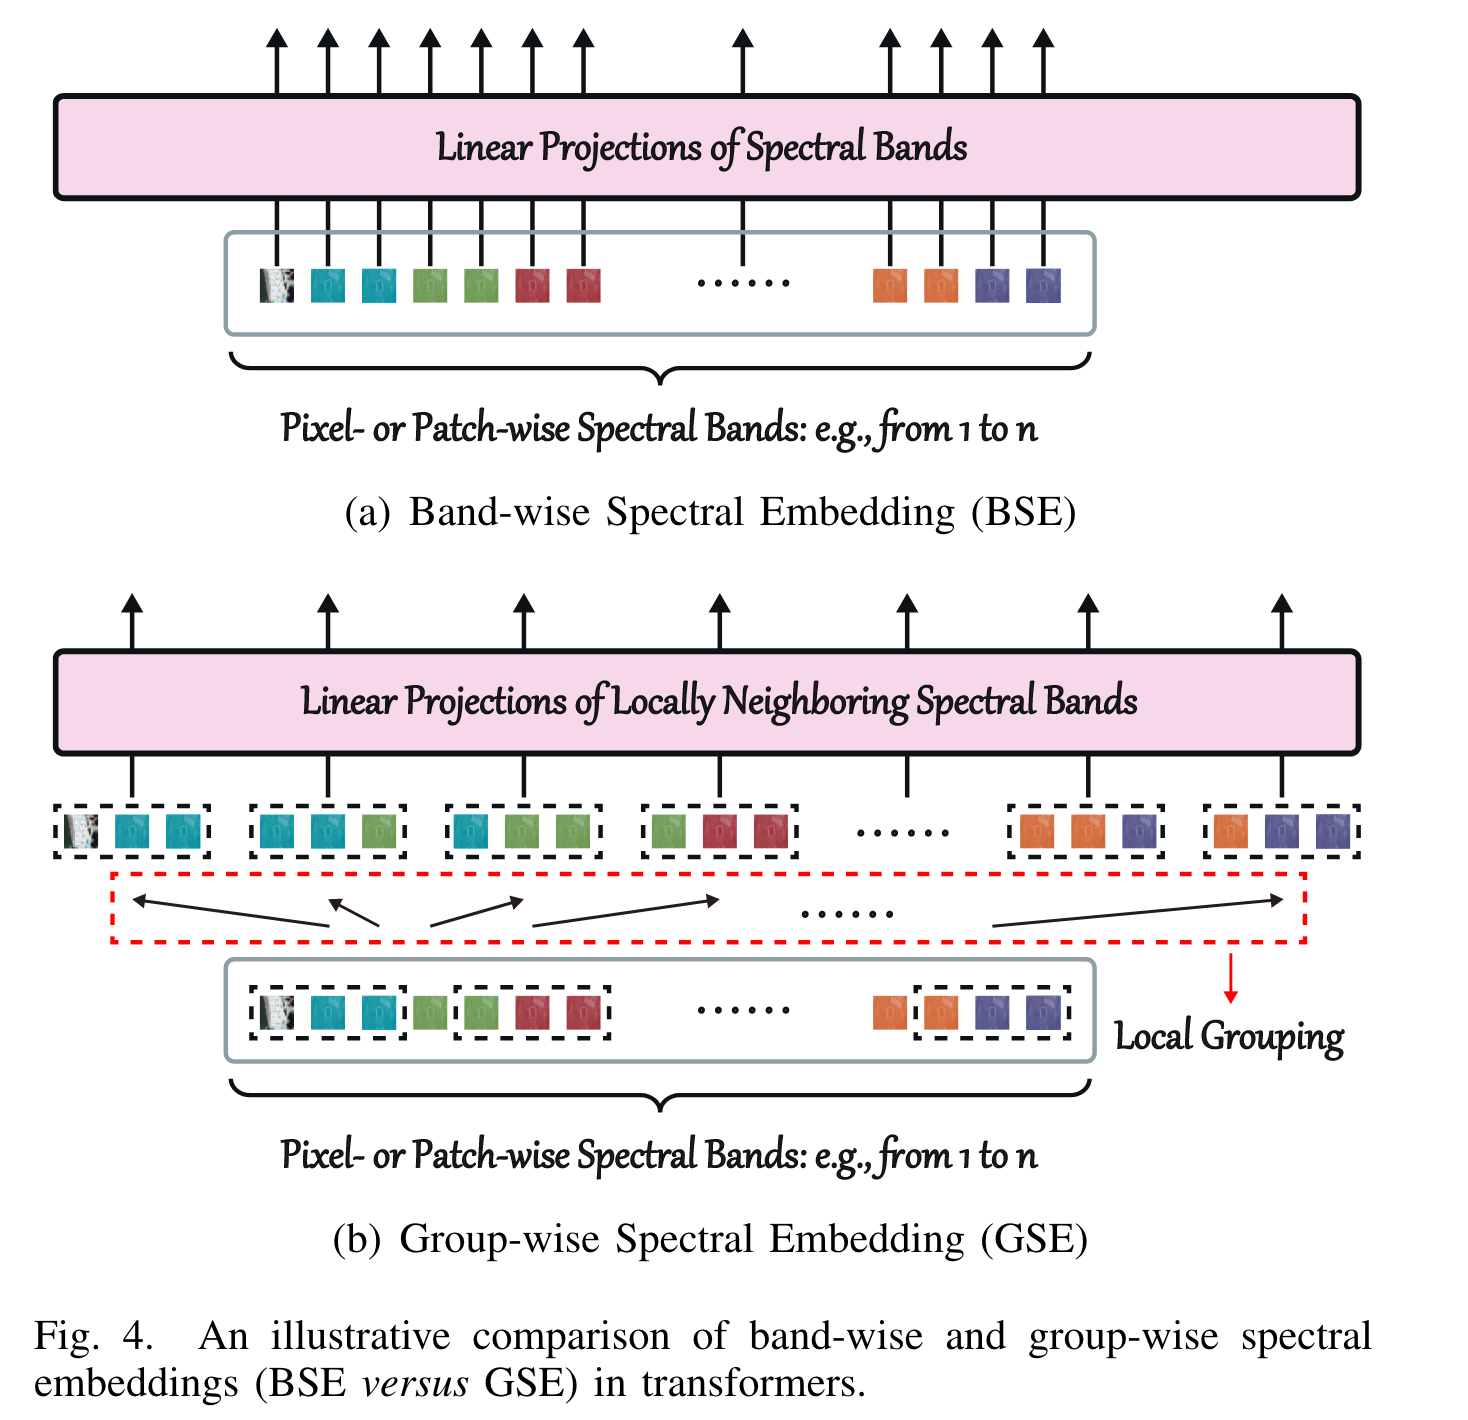 Linear Projections of Spectral Bands
......
Pixel- or Patch-wise Spectral Bands: e.g., from 1 to n
(a) Band-wise Spectral Embedding (BSE)
Linear Projections of Locally Neighboring Spectral Bands
......
......
......
Local Grouping
Pixel- or Patch-wise Spectral Bands: e.g., from 1 to n
(b) Group-wise Spectral Embedding (GSE)
Fig. 4. An illustrative comparison of band-wise and group-wise spectral
embeddings (BSE versus GSE) in transformers.